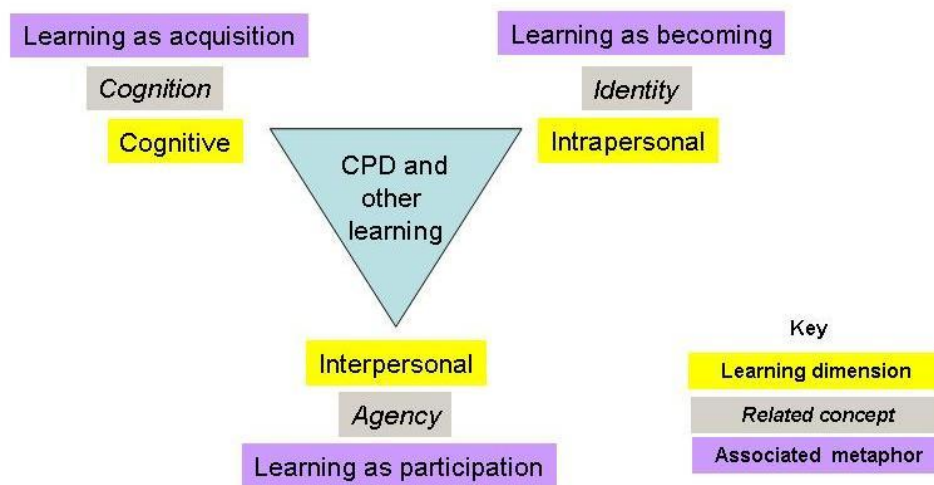 Learning as acquisition
Cognition
Cognitive
Learning as becoming
Identity
Intrapersonal
CPD and
other
learning
Interpersonal
Agency
Learning as participation
Key
Learning dimension
Related concept
Associated metaphor